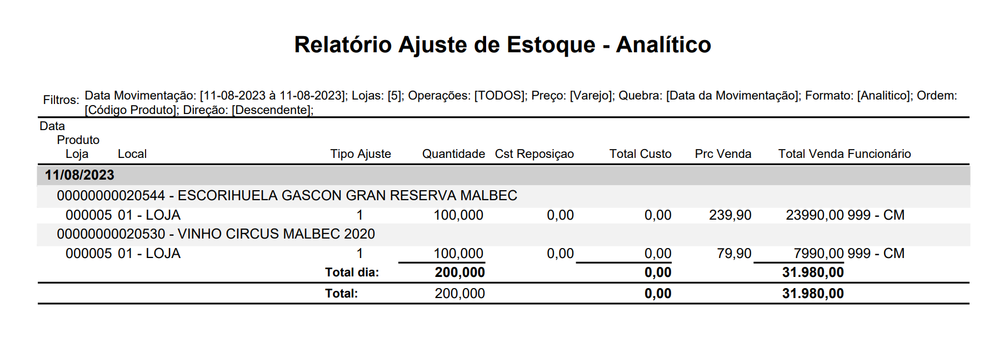 Relatório Ajuste de Estoque - Analítico
Filtros: Data Movimentação: [11-08-2023 à 11-08-2023]; Lojas: [5]; Operações: [TODOS]; Preço: [Varejo]; Quebra: [Data da Movimentação]; Formato: [Analitico]; Ordem:
[Código Produto]; Direção: [Descendente];
Data
Produto
Loja Local Tipo Ajuste Quantidade Cst Reposiçao Total Custo Prc Venda Total Venda Funcionário
11/08/2023
00000000020544 - ESCORIHUELA GASCON GRAN RESERVA MALBEC
000005 01 - LOJA 1 100,000 0,00 0,00 239,90 23990,00 999 - CM
00000000020530 - VINHO CIRCUS MALBEC 2020
000005 01 - LOJA 1 100,000 0,00 0,00 79,90 7990,00 999 - CM
Total dia: 200,000 0,00 31.980,00
Total: 200,000 0,00 31.980,00